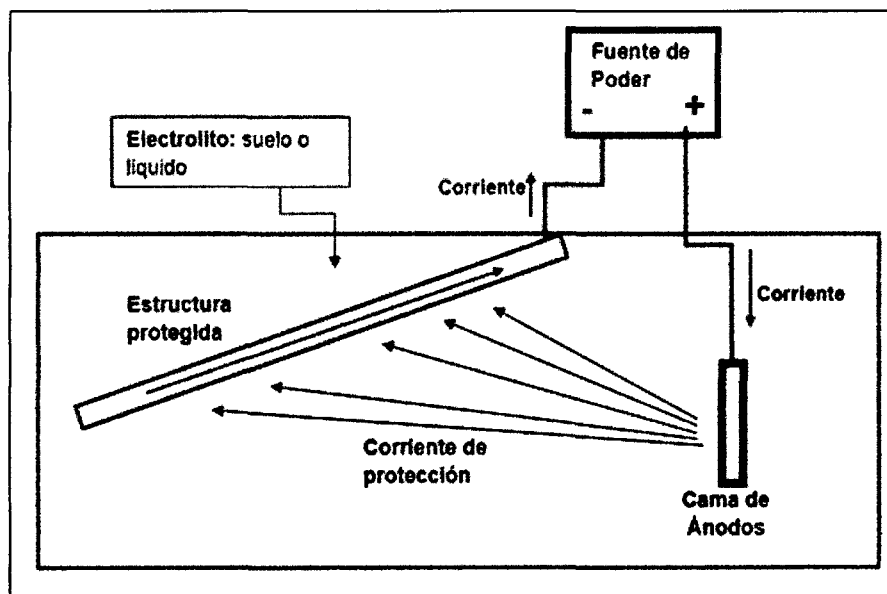 Fuente de
Poder
- +
Electrolito: suelo o
líquido
Corriente
Estructura
protegida
Corriente
Corriente de
protección
Cama de
Ánodos